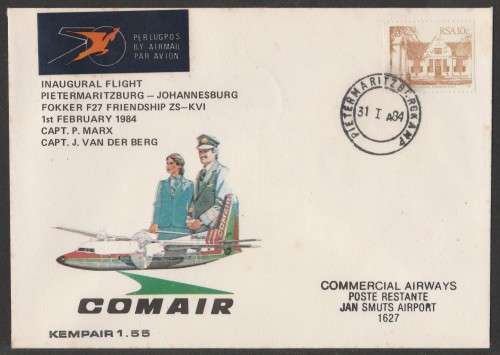 PER LUGPOS
BY AIRMAIL
PAR AVION
INAUGURAL FLIGHT
PIETERMARITZBURG – JOHANNESBURG
FOKKER F27 FRIENDSHIP ZS–KVI
1st FEBRUARY 1984
CAPT. P. MARX
CAPT. J. VAN DER BERG
RSA 10c
31 I 84
COMAIR
KEMPAIR 1.55
COMMERCIAL AIRWAYS
POSTE RESTANTE
JAN SMUTS AIRPORT
1627